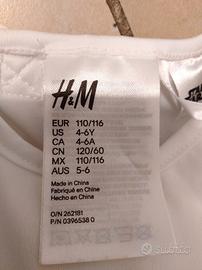 H&M
EUR 110/116
US 4-6Y
CA 4-6A
CN 120/60
MX 110/116
AUS 5-6
Made in China
Fabriqué en Chine
Hecho en China
O/N 262181
P/N 0396538 0
subito